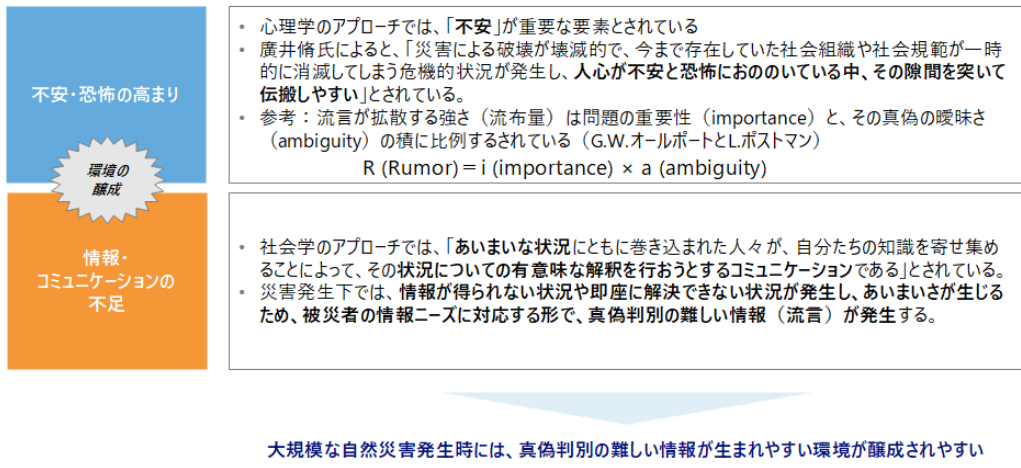 不安・恐怖の高まり
環境の
醸成
情報・
コミュニケーションの
不足
• 心理学のアプローチでは、「不安」が重要な要素とされている
• 廣井脩氏によると、「災害による破壊が壊滅的で、今まで存在していた社会組織や社会規範が一時
的に消滅してしまう危機的状況が発生し、人心が不安と恐怖におののいている中、その隙間を突いて
伝搬しやすい」とされている。
• 参考：流言が拡散する強さ（流布量）は問題の重要性（importance）と、その真偽の曖昧さ
（ambiguity）の積に比例するされている（G.W.オールポートとL.ポストマン）
R (Rumor)＝i (importance) × a (ambiguity)
• 社会学のアプローチでは、「あいまいな状況にともに巻き込まれた人々が、自分たちの知識を寄せ集め
ることによって、その状況についての有意味な解釈を行おうとするコミュニケーションである」とされている。
• 災害発生下では、情報が得られない状況や即座に解決できない状況が発生し、あいまいさが生じる
ため、被災者の情報ニーズに対応する形で、真偽判別の難しい情報（流言）が発生する。
大規模な自然災害発生時には、真偽判別の難しい情報が生まれやすい環境が醸成されやすい